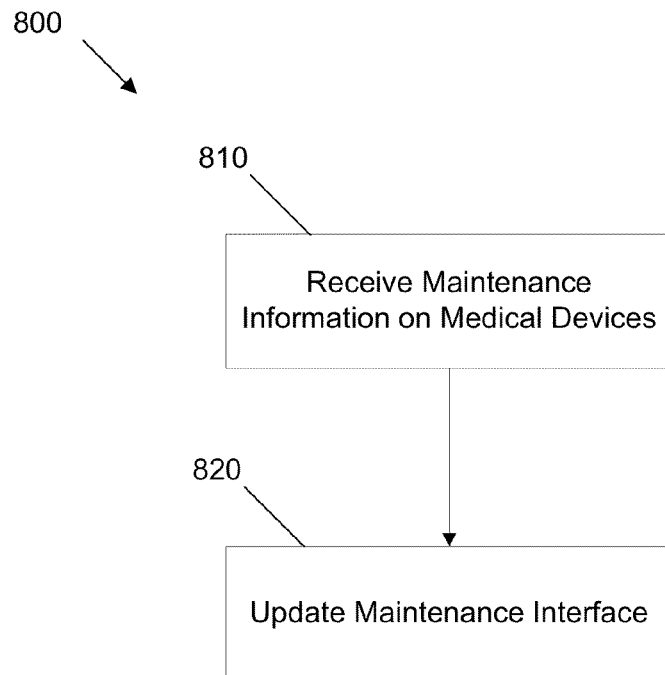 800
810
Receive Maintenance
Information on Medical Devices
820
Update Maintenance Interface